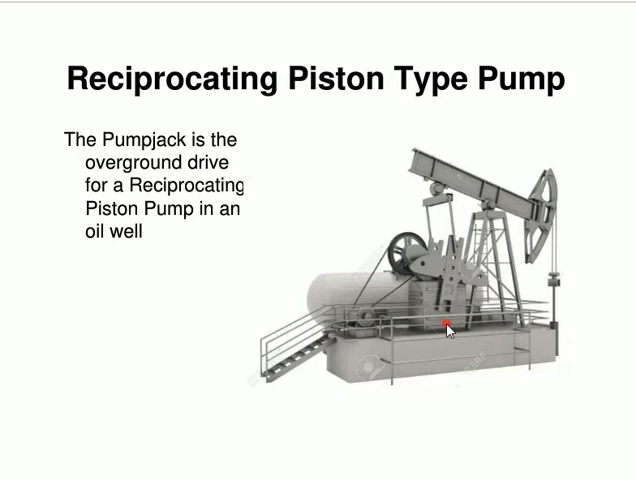 Reciprocating Piston Type Pump
The Pumpjack is the
overground drive
for a Reciprocating
Piston Pump in an
oil well